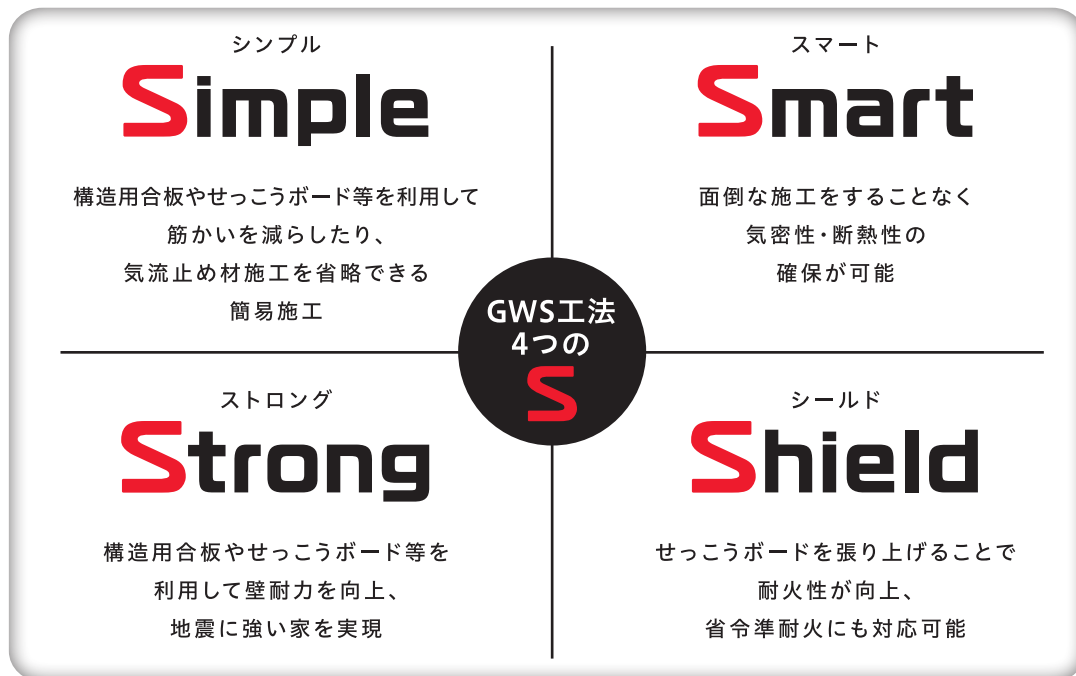 シンプル
Simple
構造用合板やせっこうボード等を利用して
筋かいを減らしたり、
気流止め材施工を省略できる
簡易施工
スマート
Smart
面倒な施工をすることなく
気密性・断熱性の
確保が可能
GWS工法
4つの
S
ストロング
Strong
構造用合板やせっこうボード等を
利用して壁耐力を向上、
地震に強い家を実現
シールド
Shield
せっこうボードを張り上げることで
耐火性が向上、
省令準耐火にも対応可能